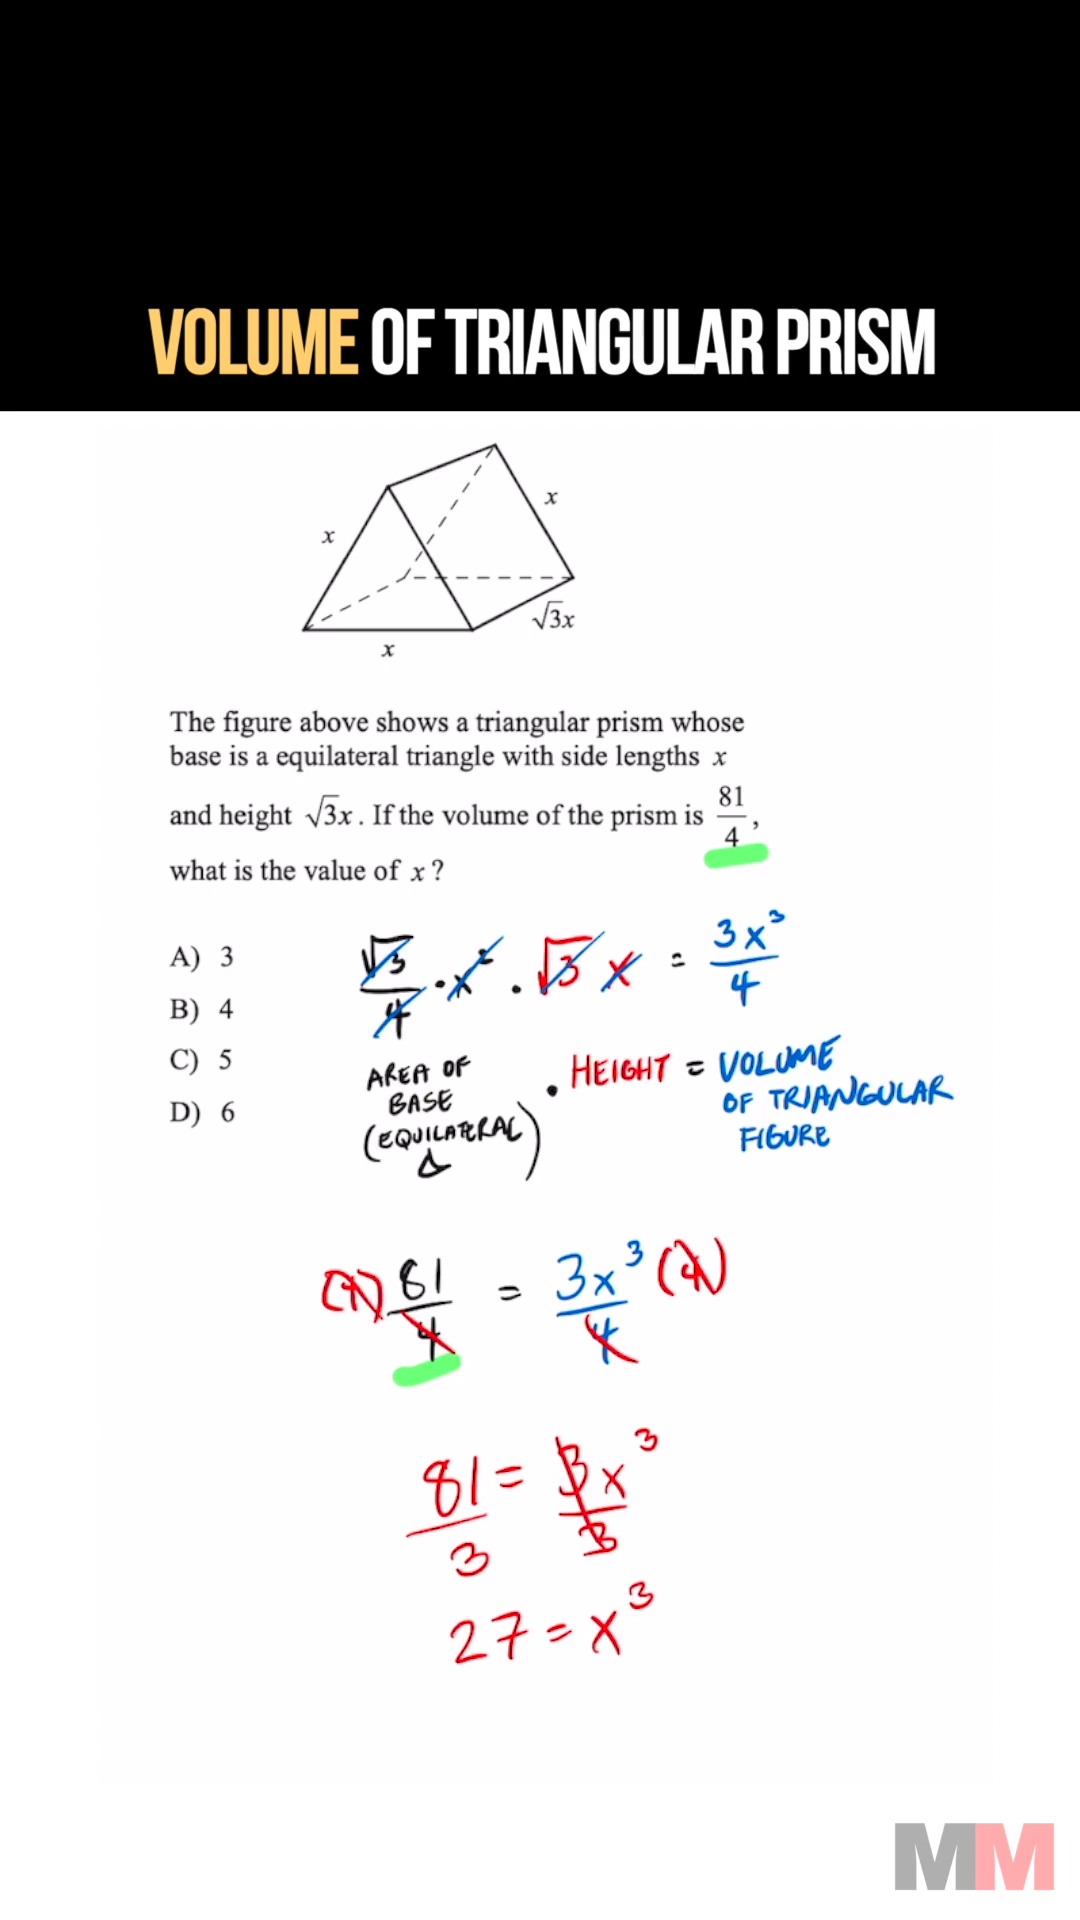 VOLUME OF TRIANGULAR PRISM
x
x
√3x
x
The figure above shows a triangular prism whose
base is a equilateral triangle with side lengths x
and height √3x. If the volume of the prism is 81/4,
what is the value of x?
A) 3
B) 4
C) 5
D) 6
√3/4 · x² · √3 x = 3x³/4
AREA OF BASE (EQUILATERAL △) · HEIGHT = VOLUME OF TRIANGULAR FIGURE
(4) 81/4 = 3x³/4 (4)
81/3 = 3x³/3
27 = x³
MM